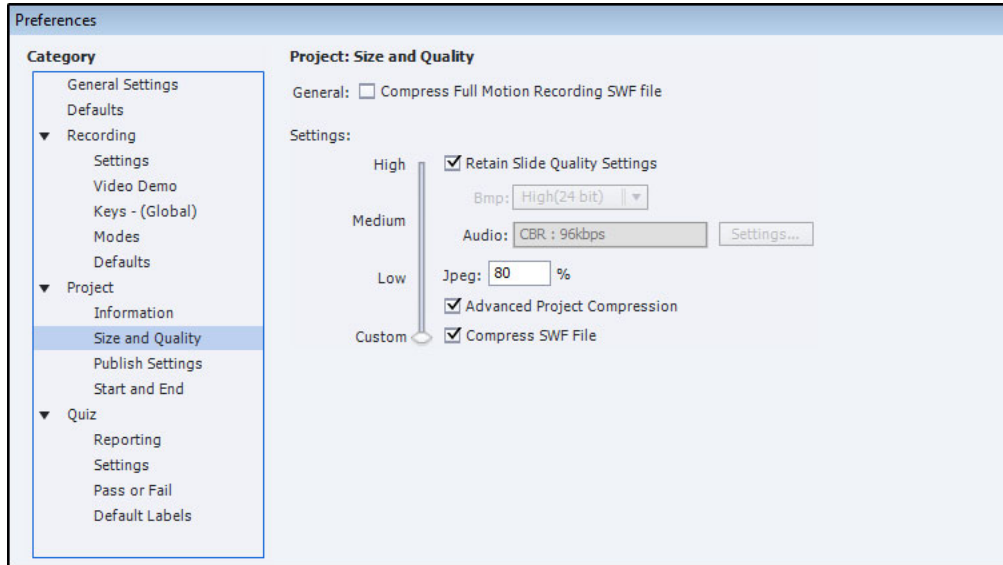 Preferences
Category
General Settings
Defaults
Recording
Settings
Video Demo
Keys - (Global)
Modes
Defaults
Project
Information
Size and Quality
Publish Settings
Start and End
Quiz
Reporting
Settings
Pass or Fail
Default Labels
Project: Size and Quality
General: Compress Full Motion Recording SWF file
Settings:
High
Medium
Low
Custom
Retain Slide Quality Settings
Bmp: High(24 bit)
Audio: CBR : 96kbps Settings...
Jpeg: 80 %
Advanced Project Compression
Compress SWF File